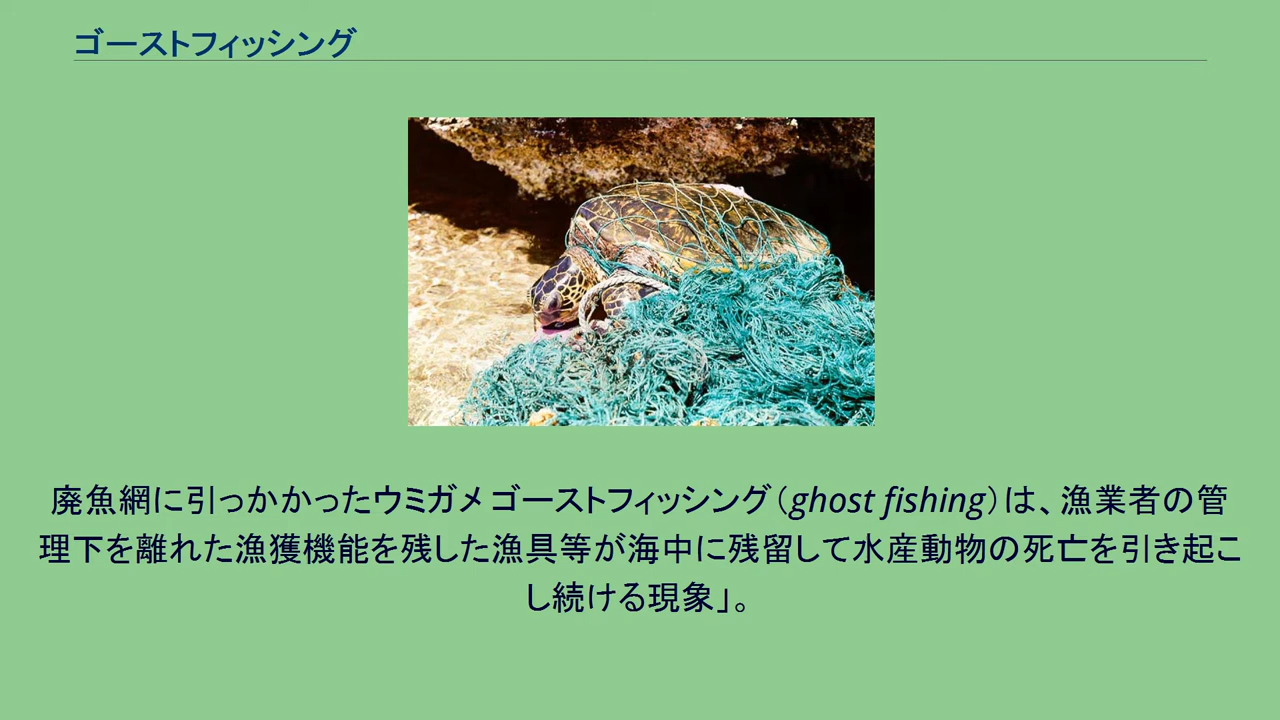 ゴーストフィッシング
廃魚網に引っかかったウミガメゴーストフィッシング（ghost fishing）は、漁業者の管
理下を離れた漁獲機能を残した漁具等が海中に残留して水産動物の死亡を引き起こ
し続ける現象」。